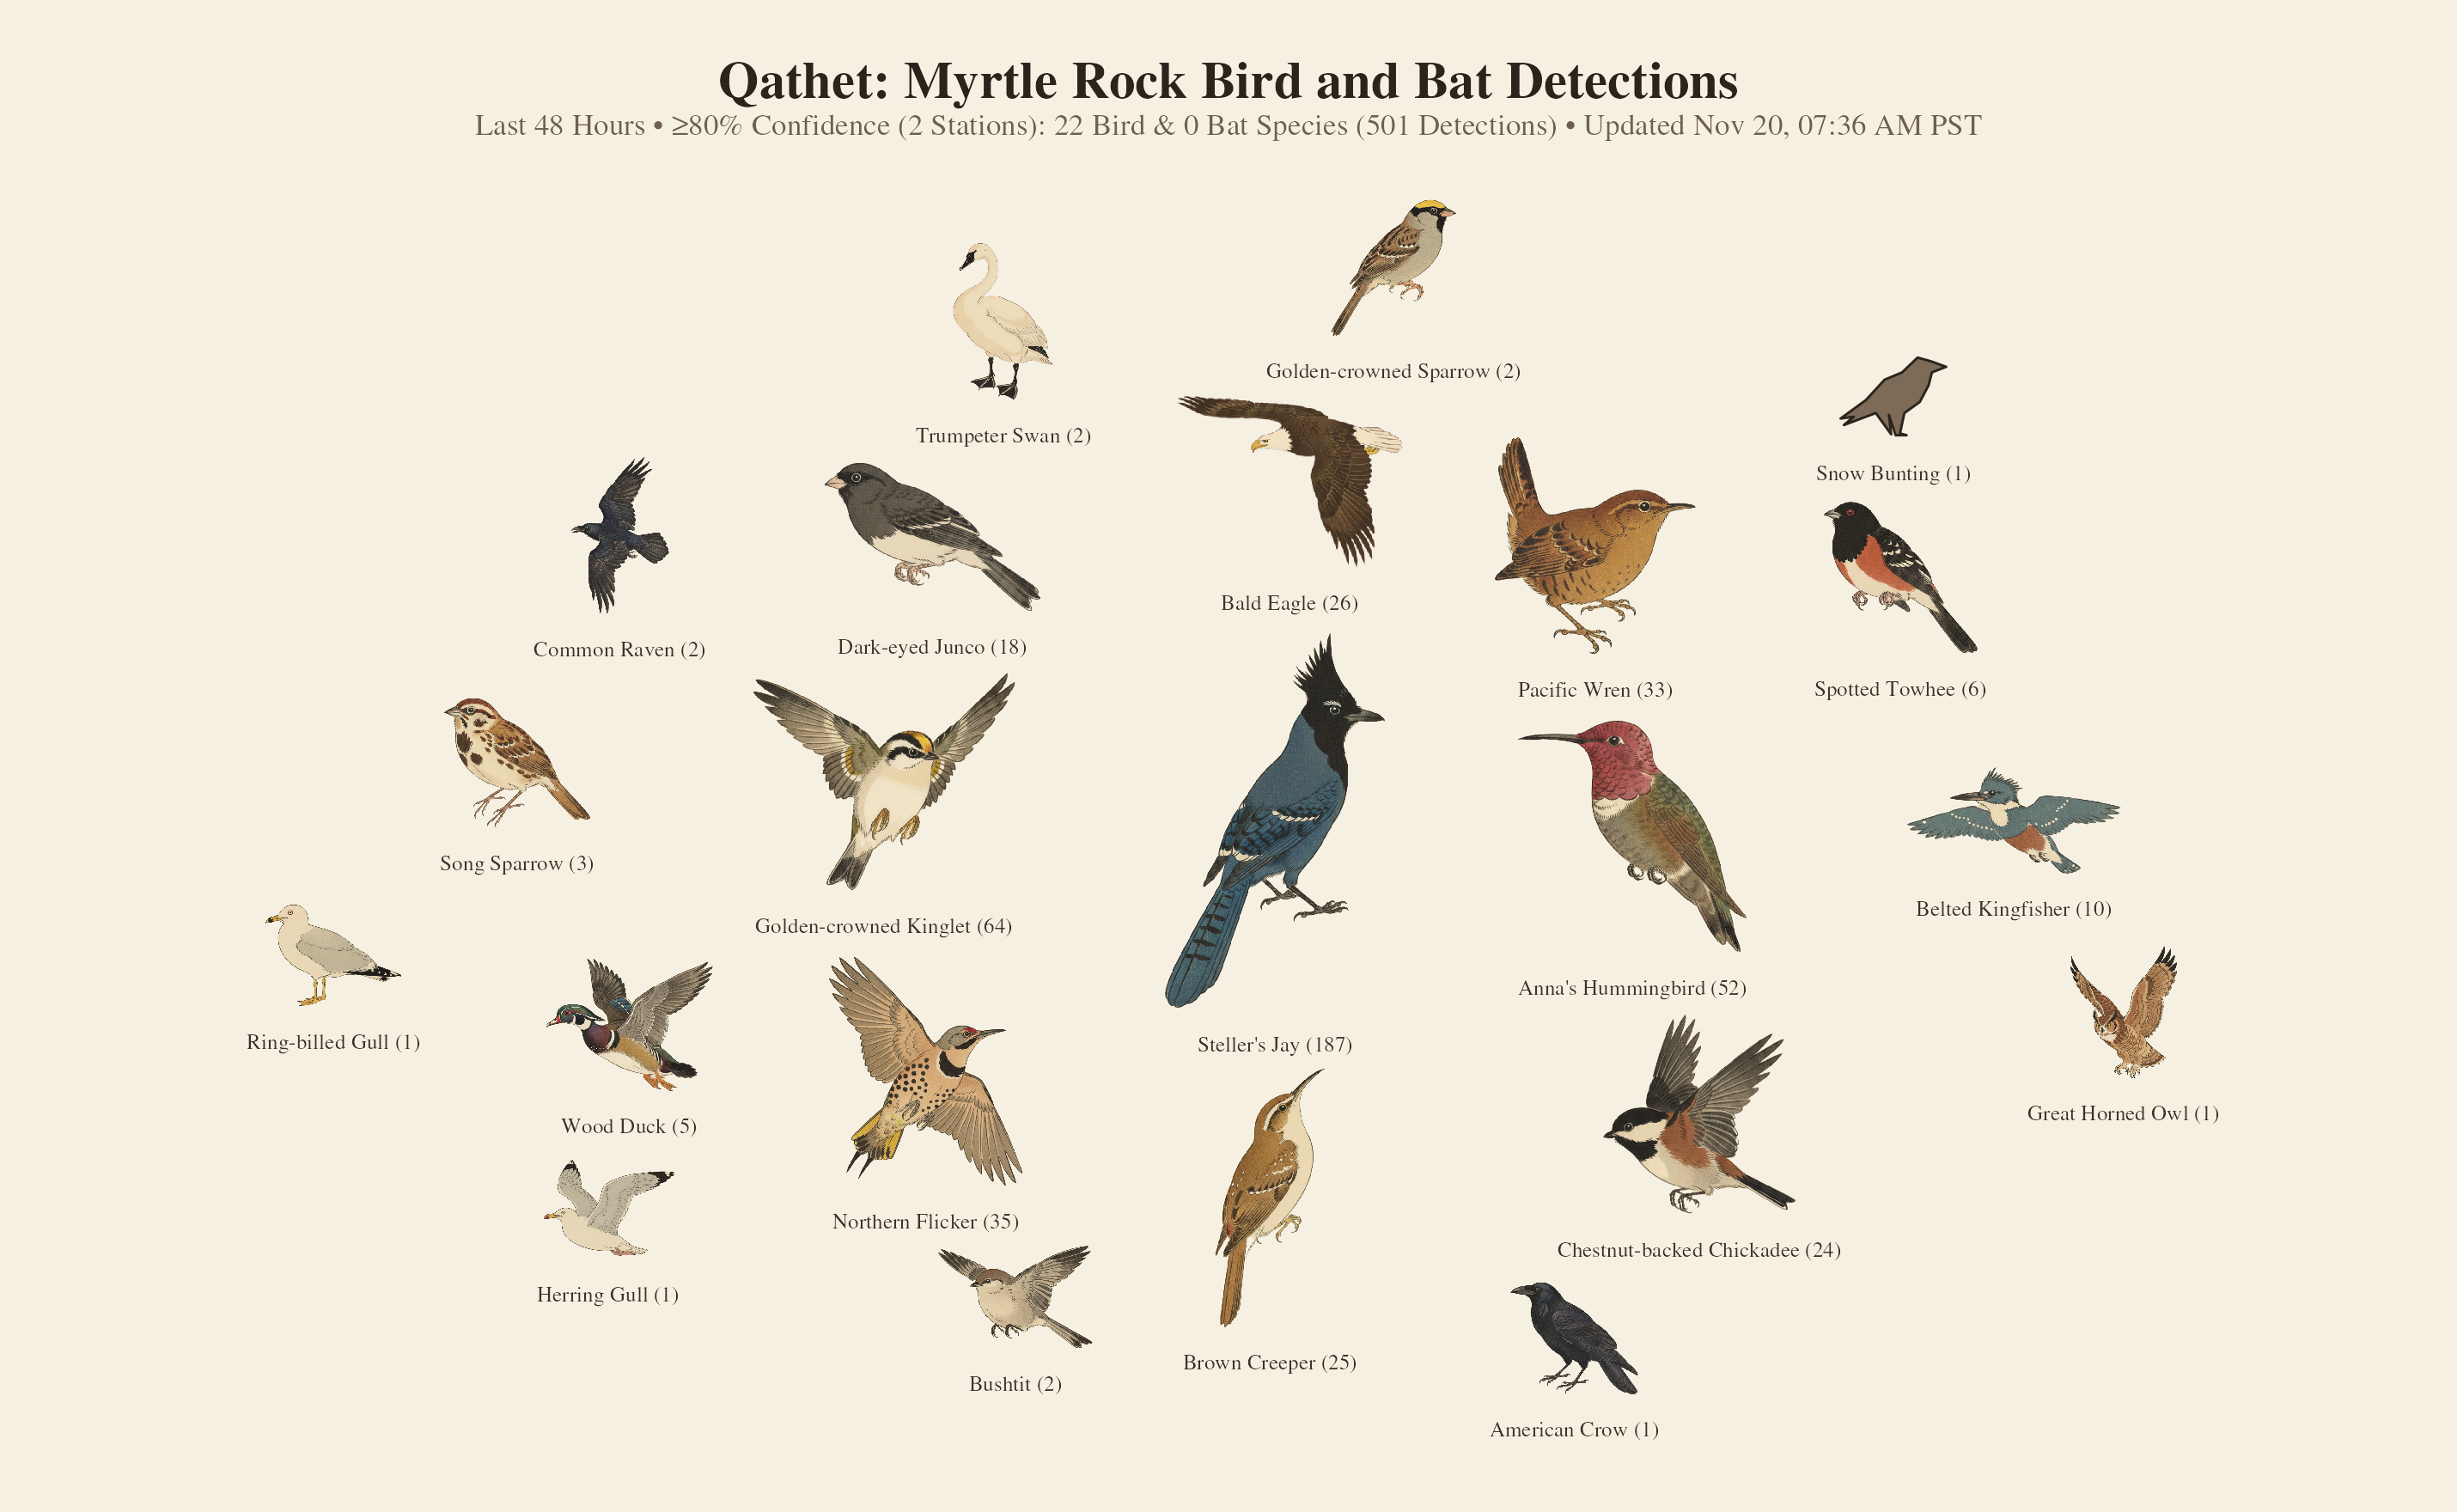 Qathet: Myrtle Rock Bird and Bat Detections
Last 48 Hours • ≥80% Confidence (2 Stations): 22 Bird & 0 Bat Species (501 Detections) • Updated Nov 20, 07:36 AM PST
Golden-crowned Sparrow (2)
Trumpeter Swan (2)
Snow Bunting (1)
Bald Eagle (26)
Common Raven (2)
Dark-eyed Junco (18)
Pacific Wren (33)
Spotted Towhee (6)
Song Sparrow (3)
Golden-crowned Kinglet (64)
Belted Kingfisher (10)
Anna's Hummingbird (52)
Ring-billed Gull (1)
Steller's Jay (187)
Great Horned Owl (1)
Wood Duck (5)
Northern Flicker (35)
Chestnut-backed Chickadee (24)
Herring Gull (1)
Brown Creeper (25)
Bushtit (2)
American Crow (1)